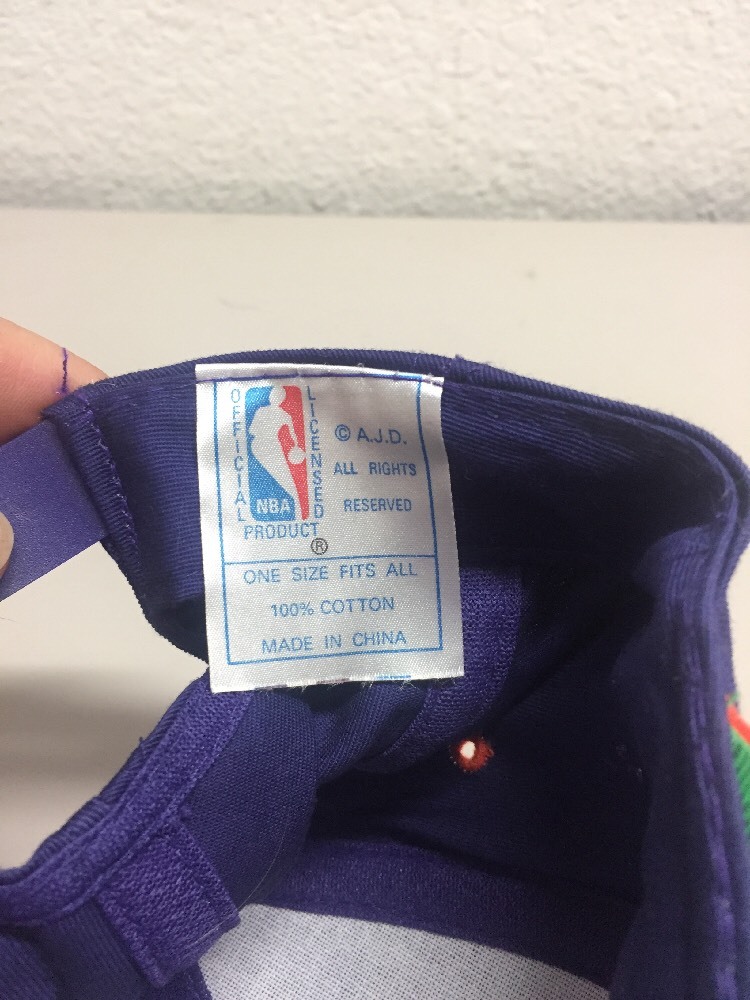 OFFICIAL
LICENSED
NBA
PRODUCT
®
© A.J.D.
ALL RIGHTS
RESERVED
ONE SIZE FITS ALL
100% COTTON
MADE IN CHINA